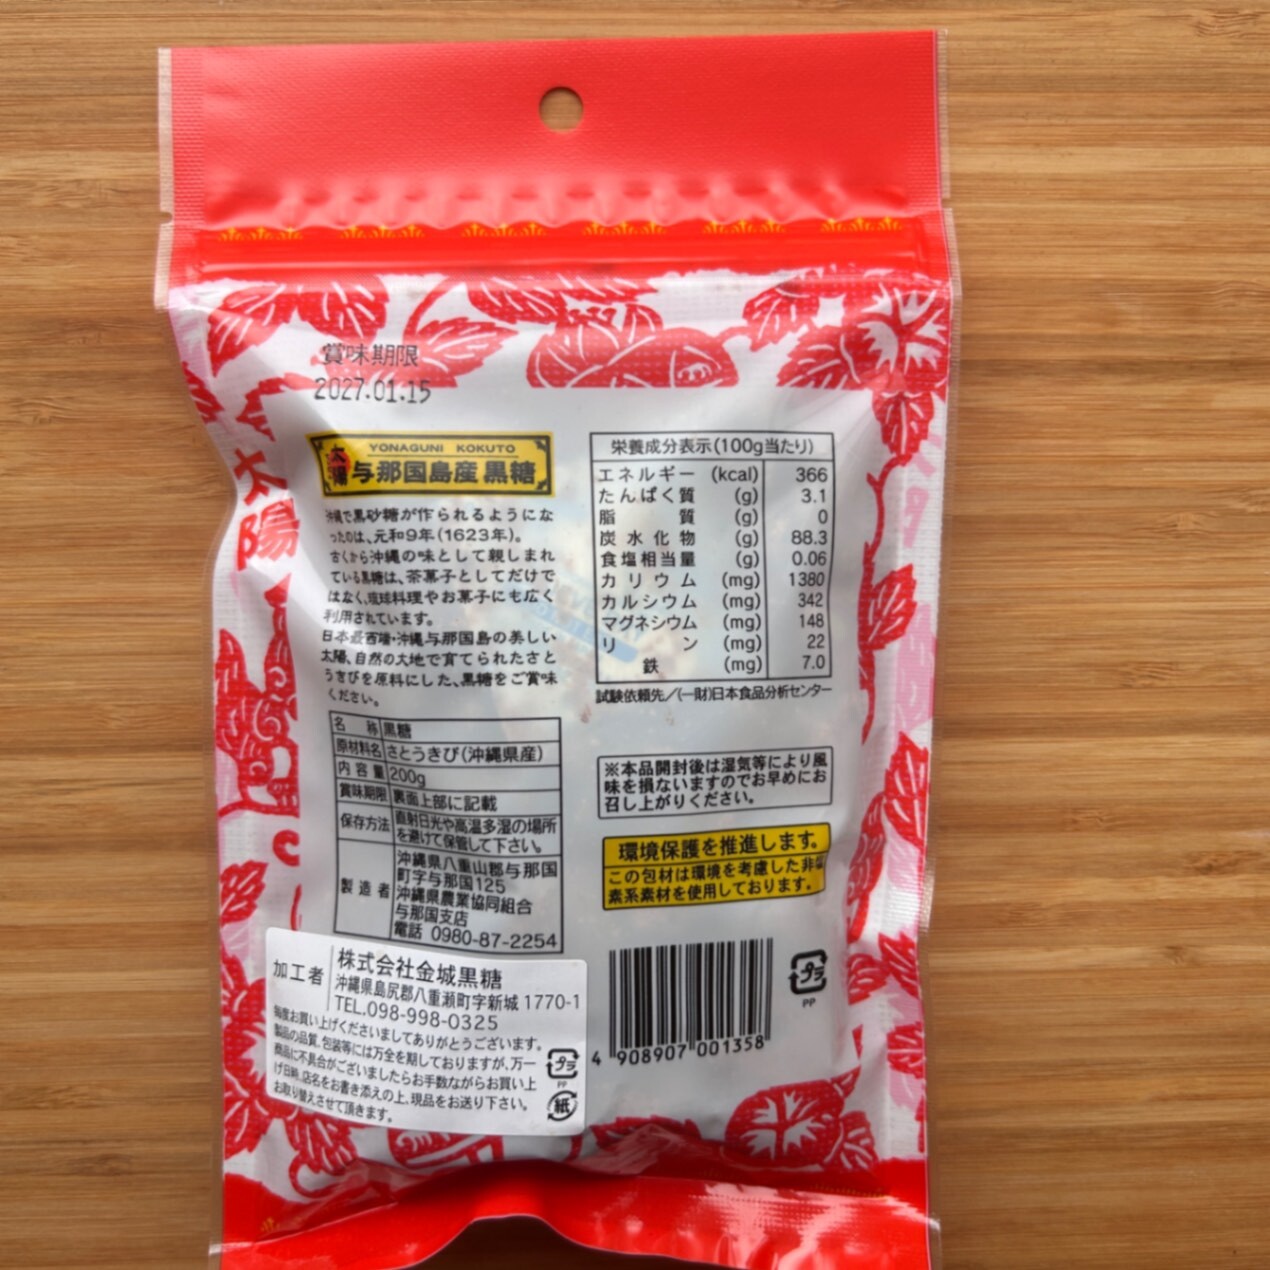 賞味期限
2027.01.15
太陽
YONAGUNI KOKUTO
太陽 与那国島産 黒糖
沖縄で黒砂糖が作られるようにな
ったのは、元和9年(1623年)。
古くから沖縄の味として親しまれ
ている黒糖は、茶菓子としてだけで
はなく、琉球料理やお菓子にも広く
利用されています。
日本最西端・沖縄与那国島の美しい
太陽、自然の大地で育てられたさと
うきびを原料にした、黒糖をご賞味
ください。
名称 黒糖
原材料名 さとうきび(沖縄県産)
内容量 200g
賞味期限 裏面上部に記載
保存方法 直射日光や高温多湿の場所
を避けて保管して下さい。
製造者 沖縄県八重山郡与那国
町字与那国125
沖縄県農業協同組合
与那国支店
電話 0980-87-2254
加工者 株式会社金城黒糖
沖縄県島尻郡八重瀬町字新城 1770-1
TEL.098-998-0325
毎度お買い上げくださいましてありがとうございます。
製品の品質、包装等には万全を期しておりますが、万一
商品に不具合がございましたらお手数ながらお買い上
げ日時、店名をお書き添えの上、現品をお送り下さい。
お取り替えさせて頂きます。
プラ
PP
紙
栄養成分表示(100g当たり)
エネルギー (kcal) 366
たんぱく質 (g) 3.1
脂質 (g) 0
炭水化物 (g) 88.3
食塩相当量 (g) 0.06
カリウム (mg) 1380
カルシウム (mg) 342
マグネシウム (mg) 148
リン (mg) 22
鉄 (mg) 7.0
試験依頼先/(一財)日本食品分析センター
※本品開封後は湿気等により風
味を損ないますのでお早めにお
召し上がりください。
環境保護を推進します。
この包材は環境を考慮した非塩
素系素材を使用しております。
4 908907 001358
プラ
PP